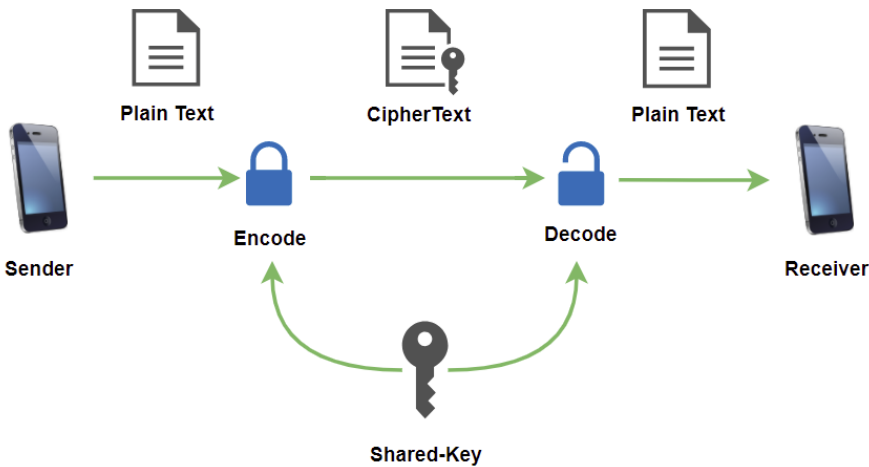 Plain Text
CipherText
Plain Text
Encode
Decode
Sender
Receiver
Shared-Key